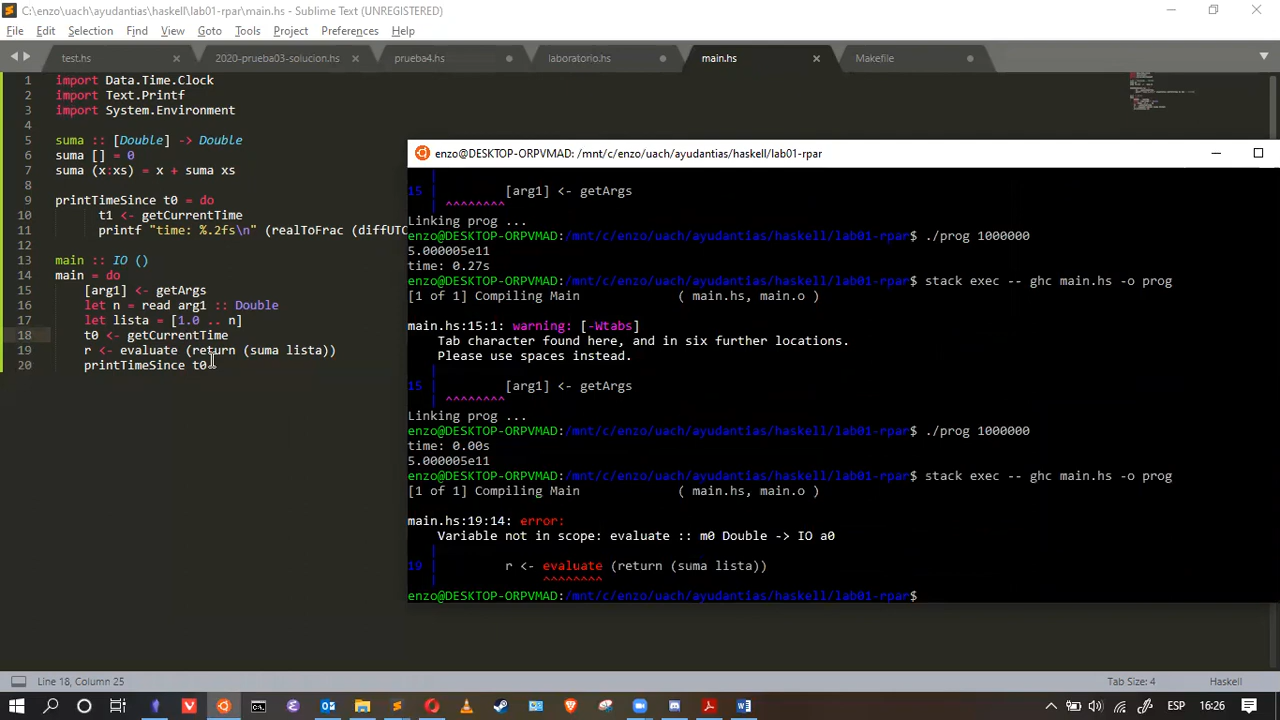 C:\enzo\uach\ayudantias\haskell\lab01-rpar\main.hs - Sublime Text (UNREGISTERED)
File Edit Selection Find View Goto Tools Project Preferences Help
test.hs 2020-prueba03-solucion.hs prueba4.hs laboratorio.hs main.hs Makefile
1 import Data.Time.Clock
2 import Text.Printf
3 import System.Environment
4
5 suma :: [Double] -> Double
6 suma [] = 0
7 suma (x:xs) = x + suma xs
8
9 printTimeSince t0 = do
10 t1 <- getCurrentTime
11 printf "time: %.2fs\n" (realToFrac (diffUTC
12
13 main :: IO ()
14 main = do
15 [arg1] <- getArgs
16 let n = read arg1 :: Double
17 let lista = [1.0 .. n]
18 t0 <- getCurrentTime
19 r <- evaluate (return (suma lista))
20 printTimeSince t0
enzo@DESKTOP-ORPVMAD: /mnt/c/enzo/uach/ayudantias/haskell/lab01-rpar
|
15 | [arg1] <- getArgs
| ^^^^^^^^
Linking prog ...
enzo@DESKTOP-ORPVMAD:/mnt/c/enzo/uach/ayudantias/haskell/lab01-rpar$ ./prog 1000000
5.000005e11
time: 0.27s
enzo@DESKTOP-ORPVMAD:/mnt/c/enzo/uach/ayudantias/haskell/lab01-rpar$ stack exec -- ghc main.hs -o prog
[1 of 1] Compiling Main ( main.hs, main.o )
main.hs:15:1: warning: [-Wtabs]
Tab character found here, and in six further locations.
Please use spaces instead.
|
15 | [arg1] <- getArgs
| ^^^^^^^^
Linking prog ...
enzo@DESKTOP-ORPVMAD:/mnt/c/enzo/uach/ayudantias/haskell/lab01-rpar$ ./prog 1000000
time: 0.00s
5.000005e11
enzo@DESKTOP-ORPVMAD:/mnt/c/enzo/uach/ayudantias/haskell/lab01-rpar$ stack exec -- ghc main.hs -o prog
[1 of 1] Compiling Main ( main.hs, main.o )
main.hs:19:14: error:
Variable not in scope: evaluate :: m0 Double -> IO a0
|
19 | r <- evaluate (return (suma lista))
| ^^^^^^^^
enzo@DESKTOP-ORPVMAD:/mnt/c/enzo/uach/ayudantias/haskell/lab01-rpar$
Line 18, Column 25 Tab Size: 4 Haskell
ESP 16:26